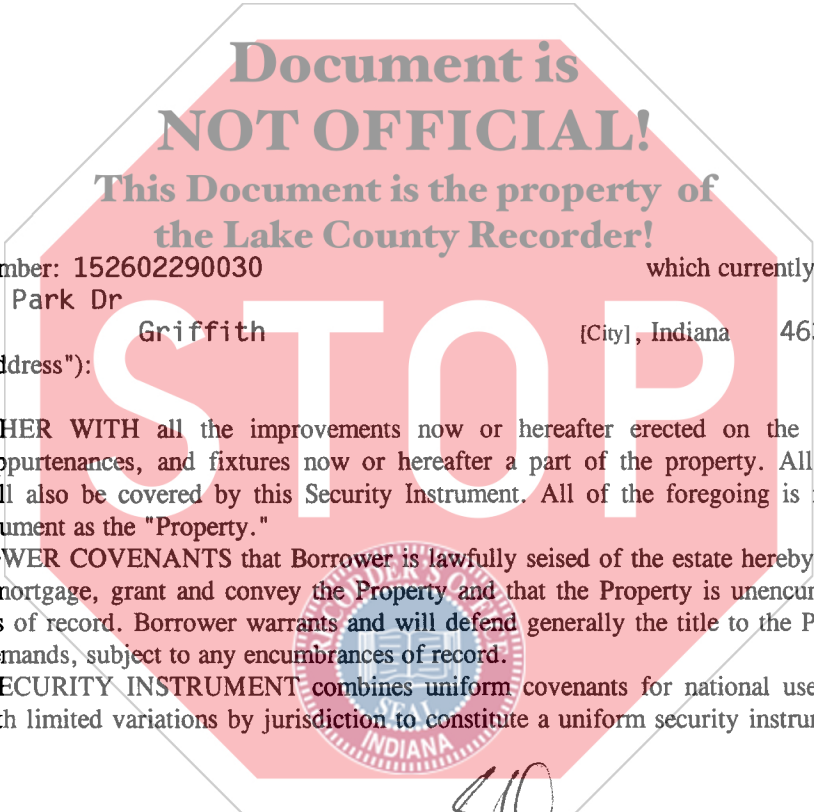 Document is
NOT OFFICIAL!
This Document is the property of
the Lake County Recorder!
mber: 152602290030 which currently
Park Dr
Griffith [City], Indiana 463
ddress"):
STOP
HER WITH all the improvements now or hereafter erected on the
ppurtenances, and fixtures now or hereafter a part of the property. All
ll also be covered by this Security Instrument. All of the foregoing is
ument as the "Property."
WER COVENANTS that Borrower is lawfully seised of the estate hereby
mortgage, grant and convey the Property and that the Property is unencum
s of record. Borrower warrants and will defend generally the title to the P
mands, subject to any encumbrances of record.
ECURITY INSTRUMENT combines uniform covenants for national use
th limited variations by jurisdiction to constitute a uniform security instrum
RECORDER'S OFFICE
SEAL
INDIANA